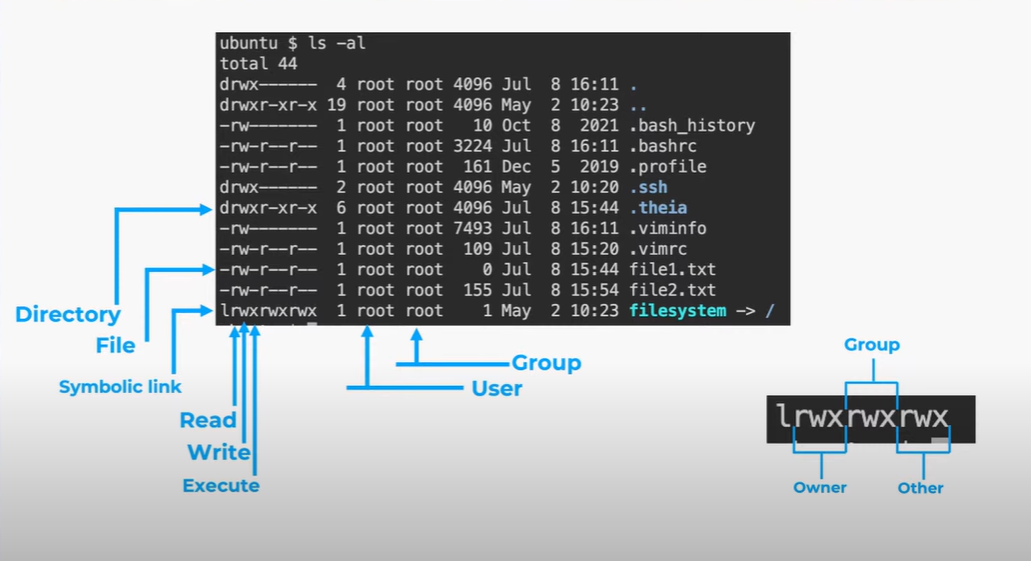 ubuntu $ ls -al
total 44
drwx------ 4 root root 4096 Jul 8 16:11 .
drwxr-xr-x 19 root root 4096 May 2 10:23 ..
-rw------- 1 root root 10 Oct 8 2021 .bash_history
-rw-r--r-- 1 root root 3224 Jul 8 16:11 .bashrc
-rw-r--r-- 1 root root 161 Dec 5 2019 .profile
drwx------ 2 root root 4096 May 2 10:20 .ssh
drwxr-xr-x 6 root root 4096 Jul 8 15:44 .theia
-rw------- 1 root root 7493 Jul 8 16:11 .viminfo
-rw-r--r-- 1 root root 109 Jul 8 15:20 .vimrc
-rw-r--r-- 1 root root 0 Jul 8 15:44 file1.txt
-rw-r--r-- 1 root root 155 Jul 8 15:54 file2.txt
lrwxrwxrwx 1 root root 1 May 2 10:23 filesystem -> /
Directory
File
Symbolic link
Read
Write
Execute
Group
User
Group
lrwxrwxrwx
Owner
Other